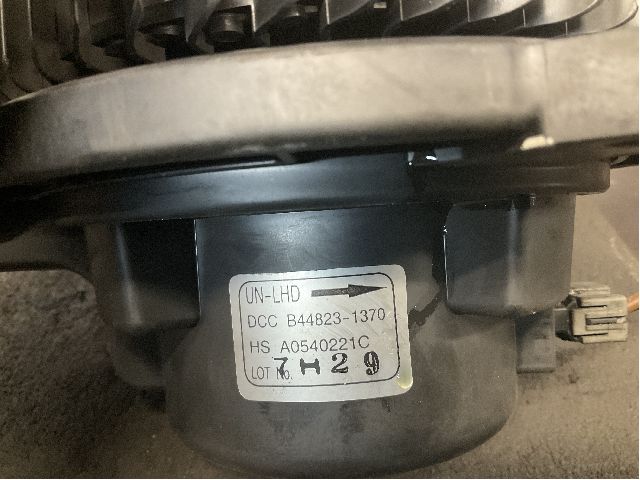 UN-LHD
DCC B44823-1370
HS A0540221C
LOT No. 7H29